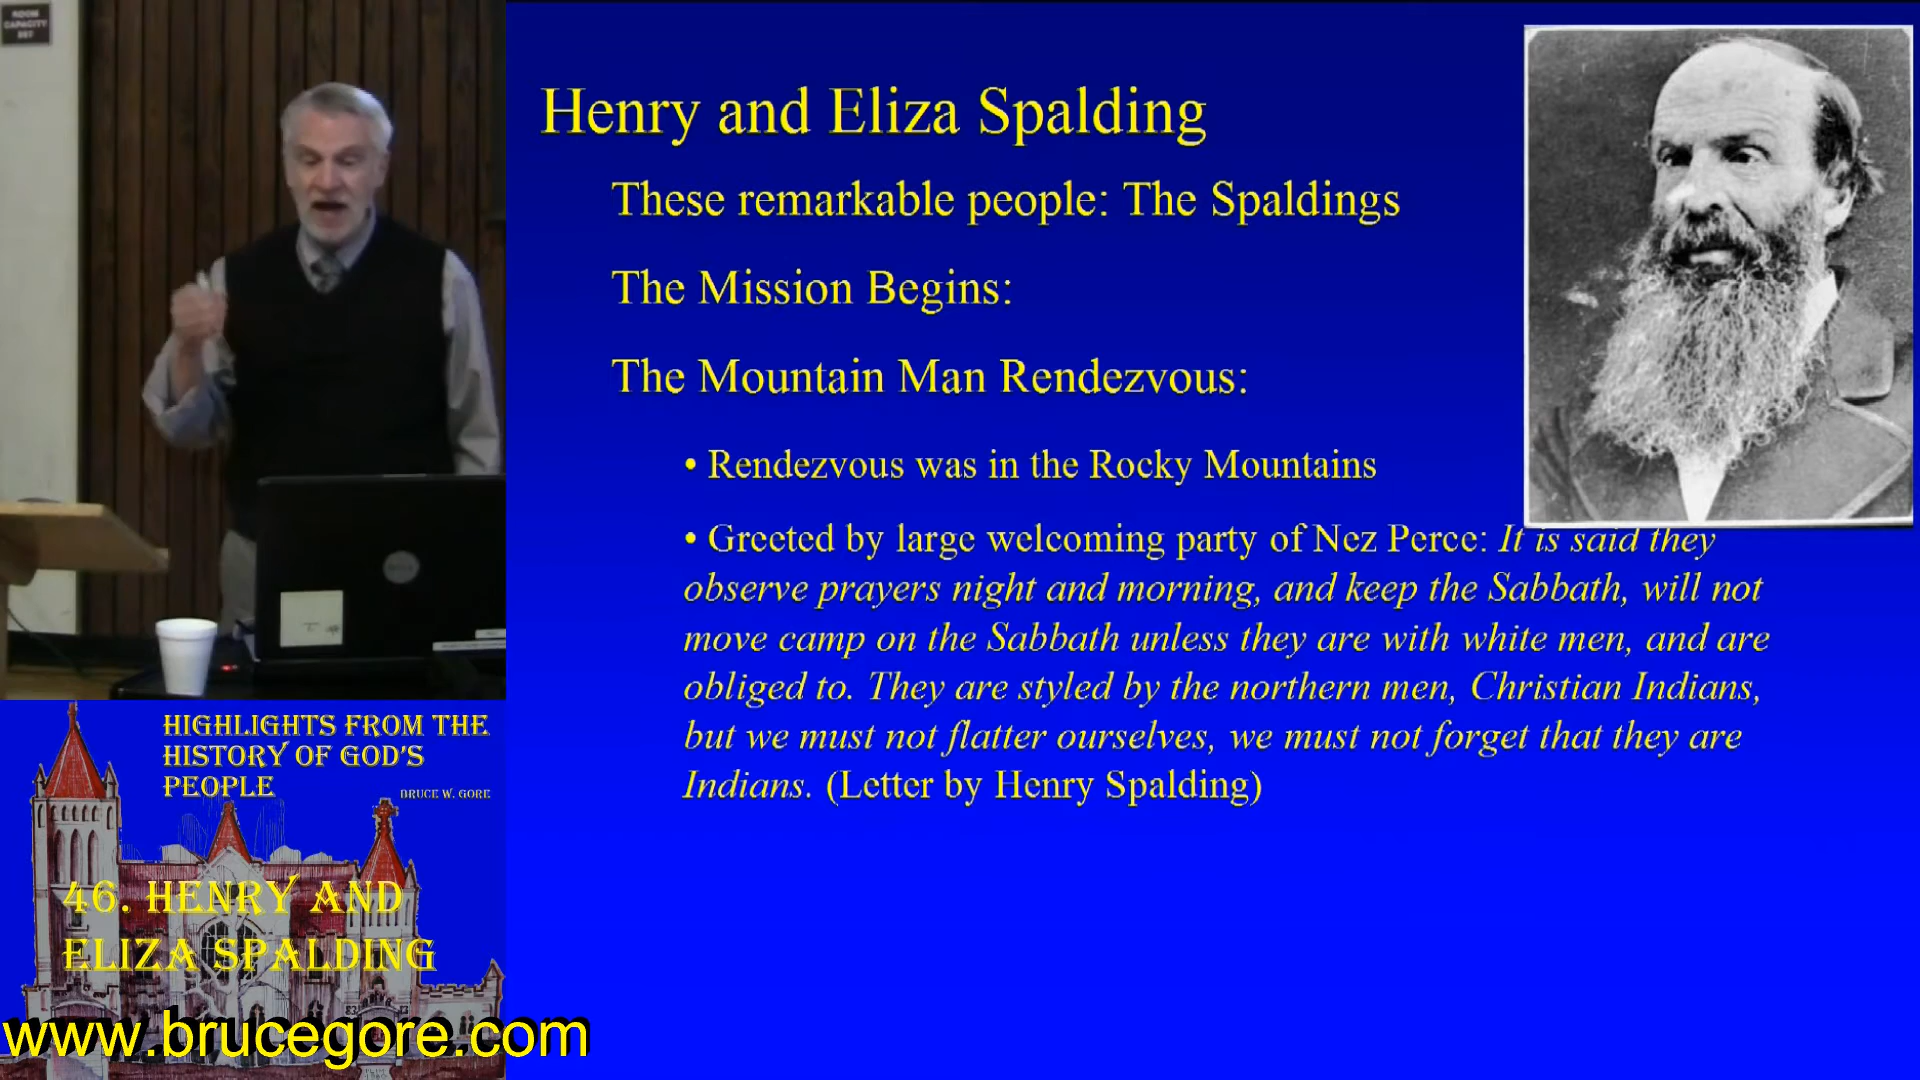 ROOM
CAPACITY
Henry and Eliza Spalding
These remarkable people: The Spaldings
The Mission Begins:
The Mountain Man Rendezvous:
• Rendezvous was in the Rocky Mountains
• Greeted by large welcoming party of Nez Perce: It is said they
observe prayers night and morning, and keep the Sabbath, will not
move camp on the Sabbath unless they are with white men, and are
obliged to. They are styled by the northern men, Christian Indians,
but we must not flatter ourselves, we must not forget that they are
Indians. (Letter by Henry Spalding)
HIGHLIGHTS FROM THE
HISTORY OF GOD'S
PEOPLE
BRUCE W. GORE
46. HENRY AND
ELIZA SPALDING
www.brucegore.com